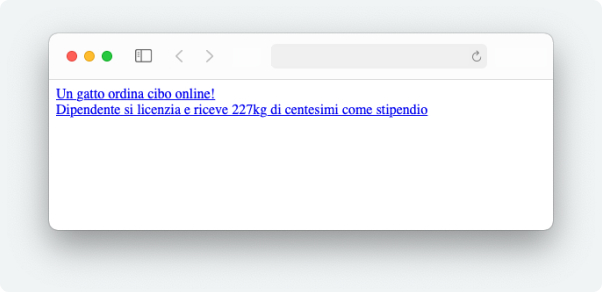 Un gatto ordina cibo online!
Dipendente si licenzia e riceve 227kg di centesimi come stipendio